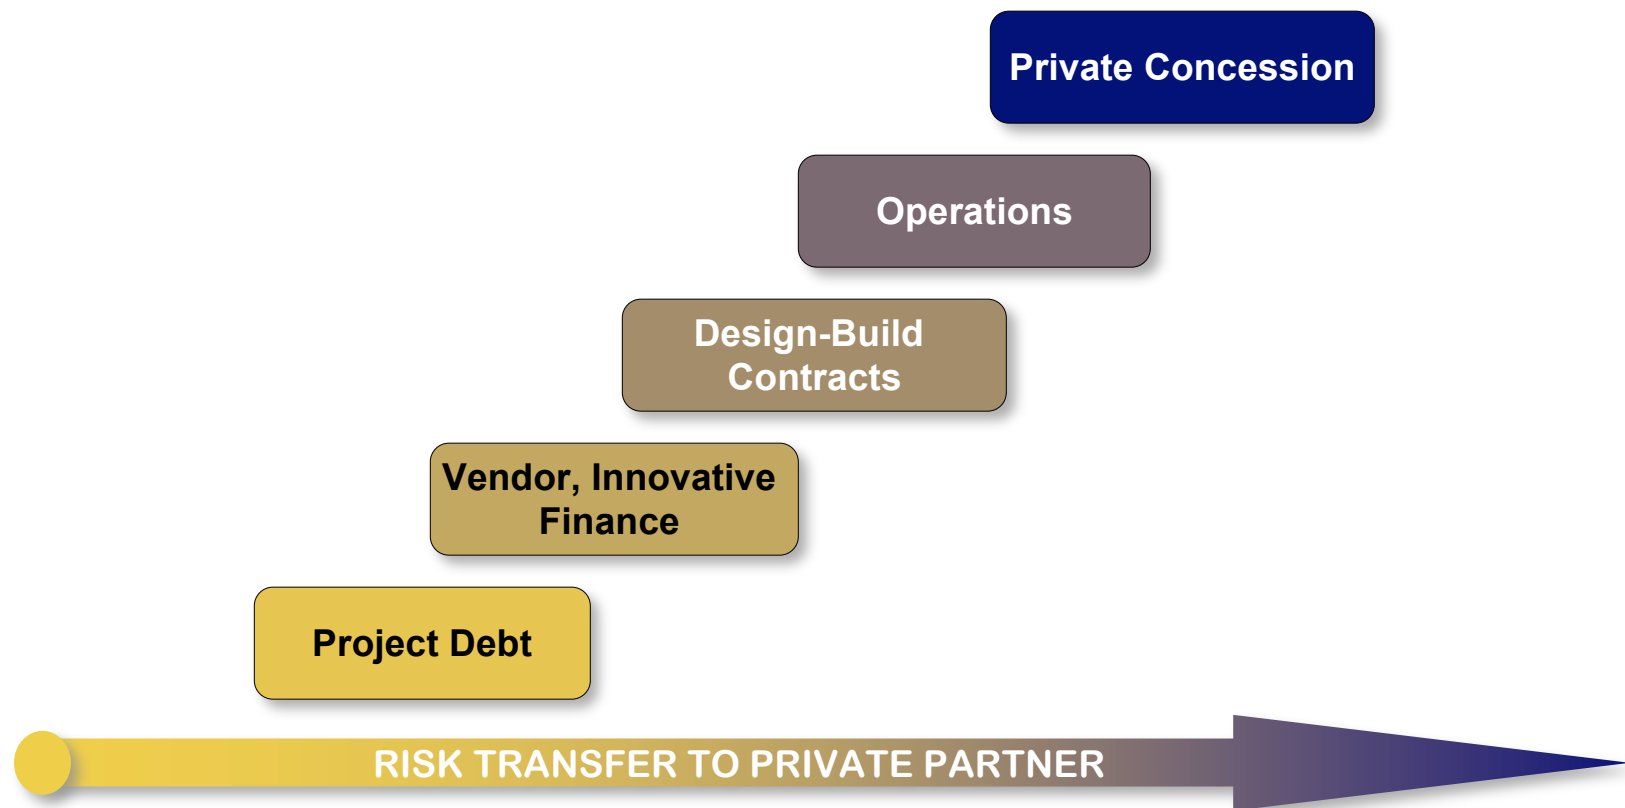 Private Concession
Operations
Design-Build
Contracts
Vendor, Innovative
Finance
Project Debt
RISK TRANSFER TO PRIVATE PARTNER